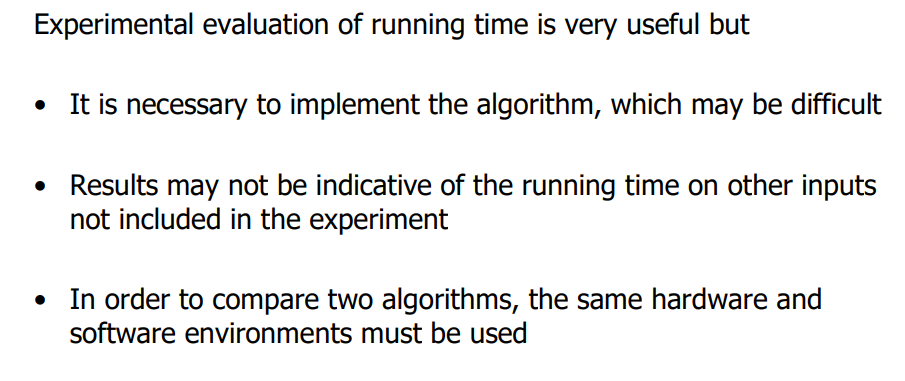 Experimental evaluation of running time is very useful but
• It is necessary to implement the algorithm, which may be difficult
• Results may not be indicative of the running time on other inputs
not included in the experiment
• In order to compare two algorithms, the same hardware and
software environments must be used